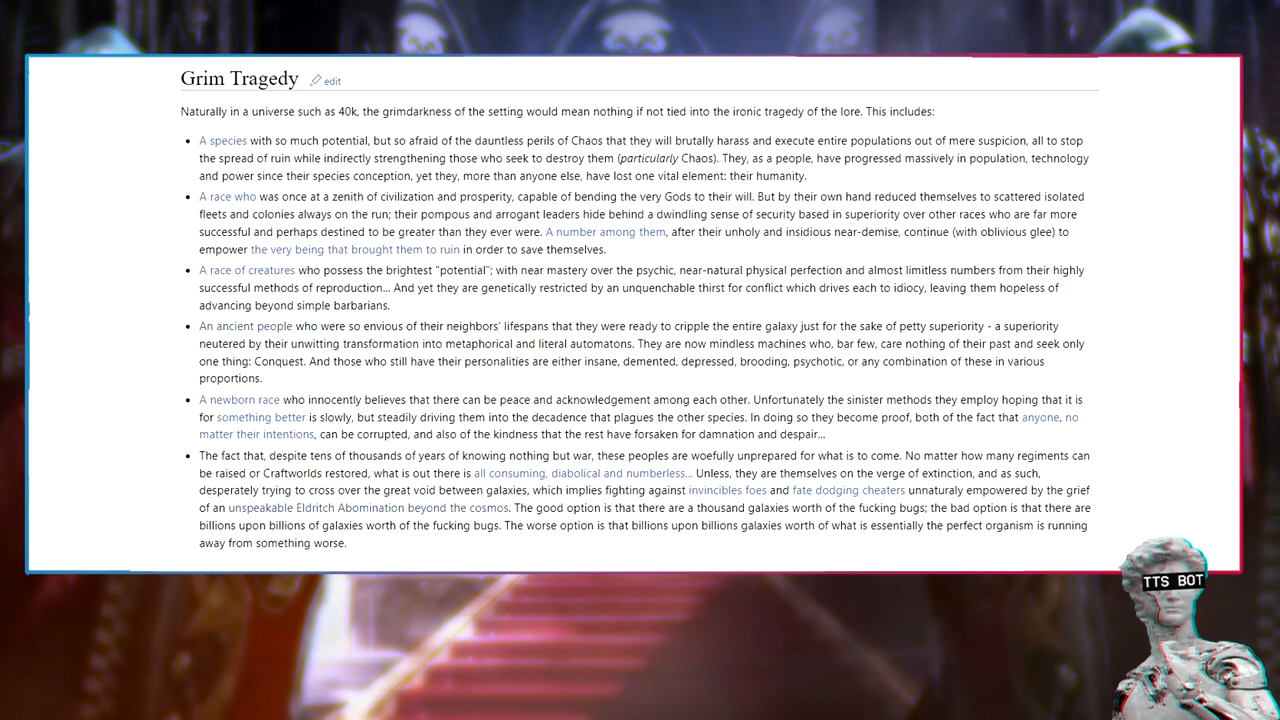 Grim Tragedy edit
Naturally in a universe such as 40k, the grimdarkness of the setting would mean nothing if not tied into the ironic tragedy of the lore. This includes:
A species with so much potential, but so afraid of the dauntless perils of Chaos that they will brutally harass and execute entire populations out of mere suspicion, all to stop
the spread of ruin while indirectly strengthening those who seek to destroy them (particularly Chaos). They, as a people, have progressed massively in population, technology
and power since their species conception, yet they, more than anyone else, have lost one vital element: their humanity.
A race who was once at a zenith of civilization and prosperity, capable of bending the very Gods to their will. But by their own hand reduced themselves to scattered isolated
fleets and colonies always on the run; their pompous and arrogant leaders hide behind a dwindling sense of security based in superiority over other races who are far more
successful and perhaps destined to be greater than they ever were. A number among them, after their unholy and insidious near-demise, continue (with oblivious glee) to
empower the very being that brought them to ruin in order to save themselves.
A race of creatures who possess the brightest "potential"; with near mastery over the psychic, near-natural physical perfection and almost limitless numbers from their highly
successful methods of reproduction... And yet they are genetically restricted by an unquenchable thirst for conflict which drives each to idiocy, leaving them hopeless of
advancing beyond simple barbarians.
An ancient people who were so envious of their neighbors' lifespans that they were ready to cripple the entire galaxy just for the sake of petty superiority - a superiority
neutered by their unwitting transformation into metaphorical and literal automatons. They are now mindless machines who, bar few, care nothing of their past and seek only
one thing: Conquest. And those who still have their personalities are either insane, demented, depressed, brooding, psychotic, or any combination of these in various
proportions.
A newborn race who innocently believes that there can be peace and acknowledgement among each other. Unfortunately the sinister methods they employ hoping that it is
for something better is slowly, but steadily driving them into the decadence that plagues the other species. In doing so they become proof, both of the fact that anyone, no
matter their intentions, can be corrupted, and also of the kindness that the rest have forsaken for damnation and despair...
The fact that, despite tens of thousands of years of knowing nothing but war, these peoples are woefully unprepared for what is to come. No matter how many regiments can
be raised or Craftworlds restored, what is out there is all consuming, diabolical and numberless... Unless, they are themselves on the verge of extinction, and as such,
desperately trying to cross over the great void between galaxies, which implies fighting against invincibles foes and fate dodging cheaters unnaturaly empowered by the grief
of an unspeakable Eldritch Abomination beyond the cosmos. The good option is that there are a thousand galaxies worth of the fucking bugs; the bad option is that there are
billions upon billions of galaxies worth of the fucking bugs. The worse option is that billions upon billions galaxies worth of what is essentially the perfect organism is running
away from something worse.
TTS BOT